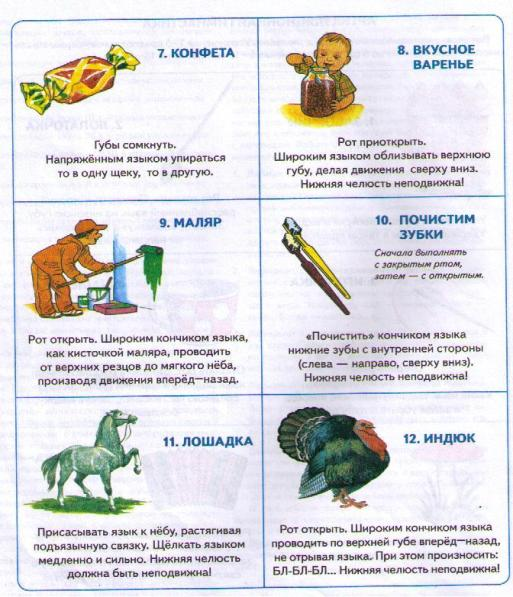 7. КОНФЕТА
Губы сомкнуть.
Напряжённым языком упираться
то в одну щеку, то в другую.
8. ВКУСНОЕ
ВАРЕНЬЕ
Рот приоткрыть.
Широким языком облизывать верхнюю
губу, делая движения сверху вниз.
Нижняя челюсть неподвижна!
9. МАЛЯР
Рот открыть. Широким кончиком языка,
как кисточкой маляра, проводить
от верхних резцов до мягкого нёба,
производя движения вперёд—назад.
10. ПОЧИСТИМ
ЗУБКИ
Сначала выполнять
с закрытым ртом,
затем — с открытым.
«Почистить» кончиком языка
нижние зубы с внутренней стороны
(слева — направо, сверху вниз).
Нижняя челюсть неподвижна!
11. ЛОШАДКА
Присасывать язык к нёбу, растягивая
подъязычную связку. Щёлкать языком
медленно и сильно. Нижняя челюсть
должна быть неподвижна!
12. ИНДЮК
Рот открыть. Широким кончиком языка
проводить по верхней губе вперёд—назад,
не отрывая языка. При этом произносить:
БЛ-БЛ-БЛ... Нижняя челюсть неподвижна!